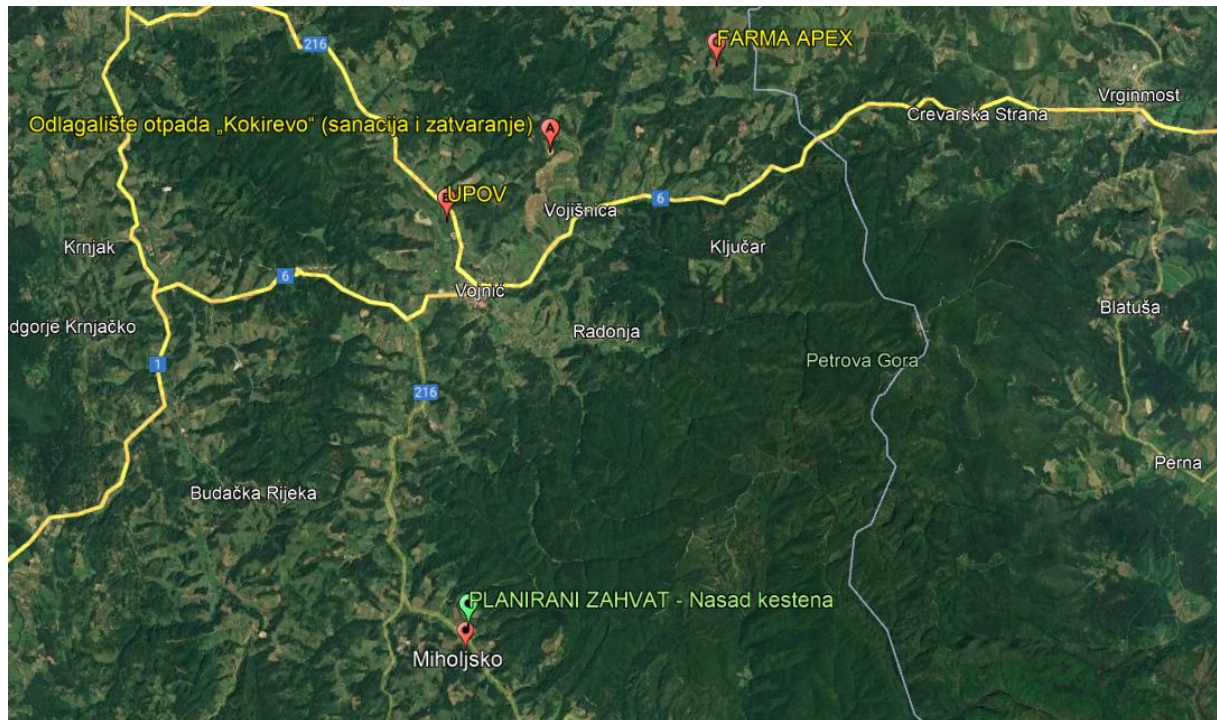 216
FARMA APEX
Vrginmost
Crevarska Strana
Odlagalište otpada „Kokirevo“ (sanacija i zatvaranje)
A
UPOV
6
Vojišnica
Krnjak
Ključar
6
Vojnić
Blatuša
dgorje Krnjačko
Radonja
1
Petrova Gora
216
Perna
Budačka Rijeka
PLANIRANI ZAHVAT - Nasad kestena
Miholjsko